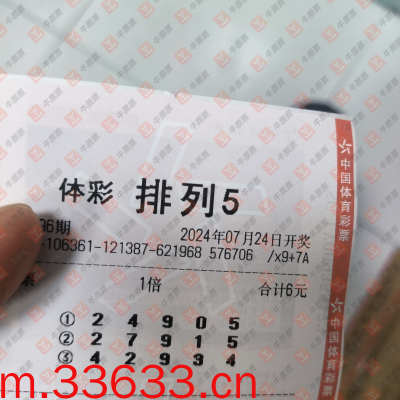 体彩 排列5
96期 2024年07月24日开奖
-106361-121387-621968 576706 /x9+7A
票 1倍 合计6元
① 2 4 9 0 5
② 2 7 9 1 5
③ 4 2 9 3 4
中国体育彩票
中国体育彩票
m.33633.cn